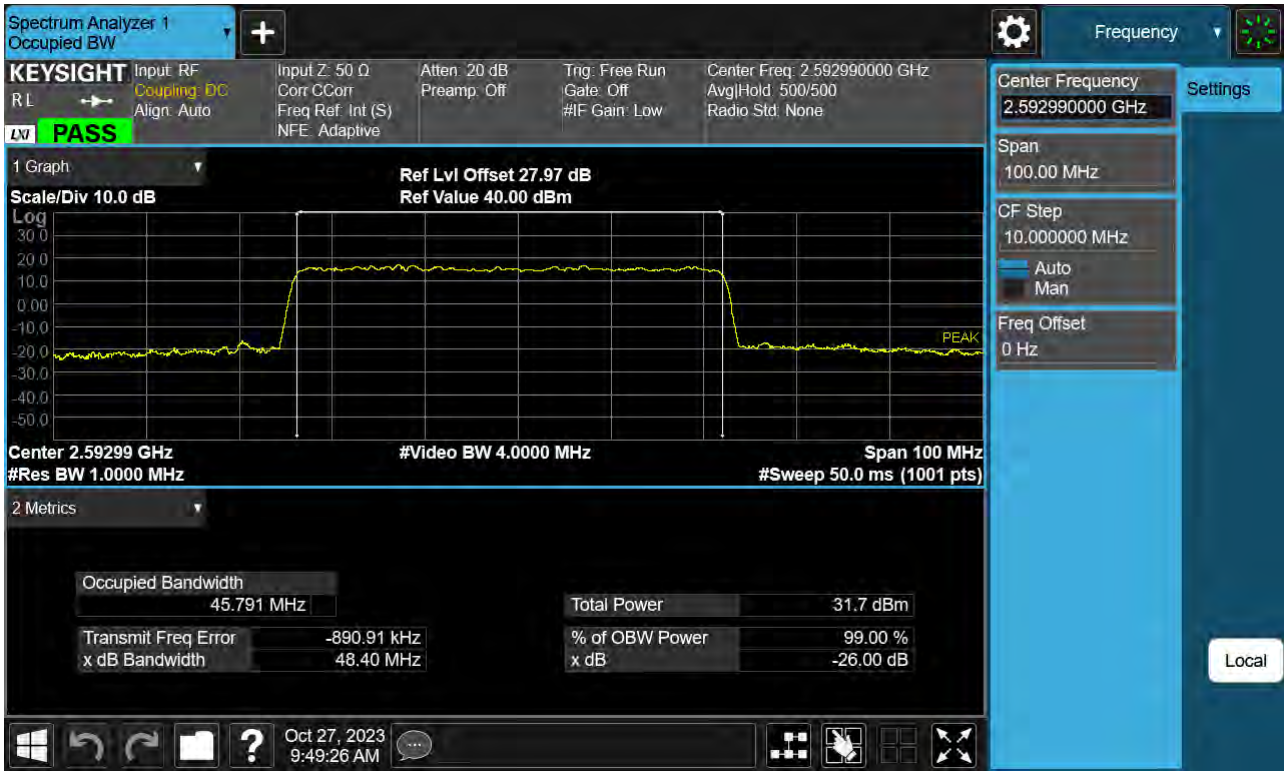 Spectrum Analyzer 1
Occupied BW
Frequency
KEYSIGHT
RL
LXI PASS
Input: RF
Coupling: DC
Align: Auto
Input Z: 50 Ω
Corr CCorr
Freq Ref: Int (S)
NFE: Adaptive
Atten: 20 dB
Preamp: Off
Trig: Free Run
Gate: Off
#IF Gain: Low
Center Freq: 2.592990000 GHz
Avg|Hold: 500/500
Radio Std: None
Center Frequency
2.592990000 GHz
Settings
Span
100.00 MHz
CF Step
10.000000 MHz
Auto
Man
Freq Offset
0 Hz
Local
1 Graph
Scale/Div 10.0 dB
Ref Lvl Offset 27.97 dB
Ref Value 40.00 dBm
Log
30.0
20.0
10.0
0.00
-10.0
-20.0
-30.0
-40.0
-50.0
PEAK
Center 2.59299 GHz
#Res BW 1.0000 MHz
#Video BW 4.0000 MHz
Span 100 MHz
#Sweep 50.0 ms (1001 pts)
2 Metrics
Occupied Bandwidth
45.791 MHz
Transmit Freq Error -890.91 kHz
x dB Bandwidth 48.40 MHz
Total Power 31.7 dBm
% of OBW Power 99.00 %
x dB -26.00 dB
?
Oct 27, 2023
9:49:26 AM